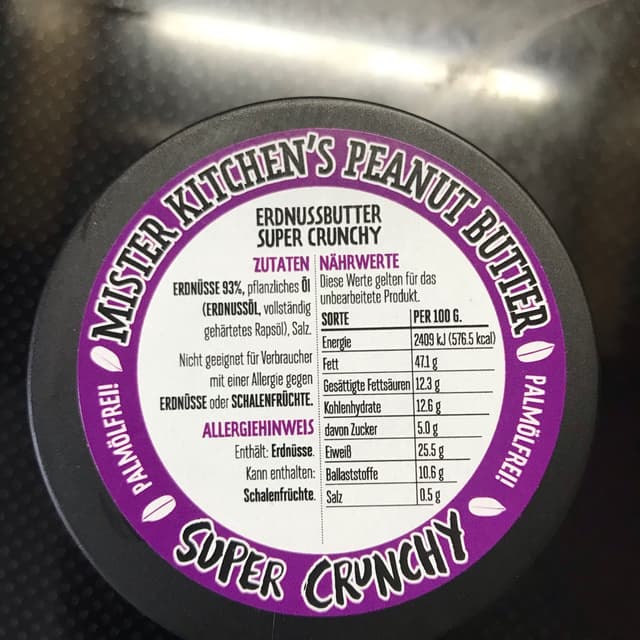 MISTER KITCHEN'S PEANUT BUTTER
ERDNUSSBUTTER
SUPER CRUNCHY
ZUTATEN
ERDNÜSSE 93%, pflanzliches Öl
(ERDNUSSÖL, vollständig
gehärtetes Rapsöl), Salz.
Nicht geeignet für Verbraucher
mit einer Allergie gegen
ERDNÜSSE oder SCHALENFRÜCHTE.
ALLERGIEHINWEIS
Enthält: Erdnüsse.
Kann enthalten:
Schalenfrüchte.
NÄHRWERTE
Diese Werte gelten für das
unbearbeitete Produkt.
SORTE PER 100 G.
Energie 2409 kJ (576.5 kcal)
Fett 47.1 g
Gesättigte Fettsäuren 12.3 g
Kohlenhydrate 12.6 g
davon Zucker 5.0 g
Eiweiß 25.5 g
Ballaststoffe 10.6 g
Salz 0.5 g
PALMÖLFREI!
PALMÖLFREI!
SUPER CRUNCHY